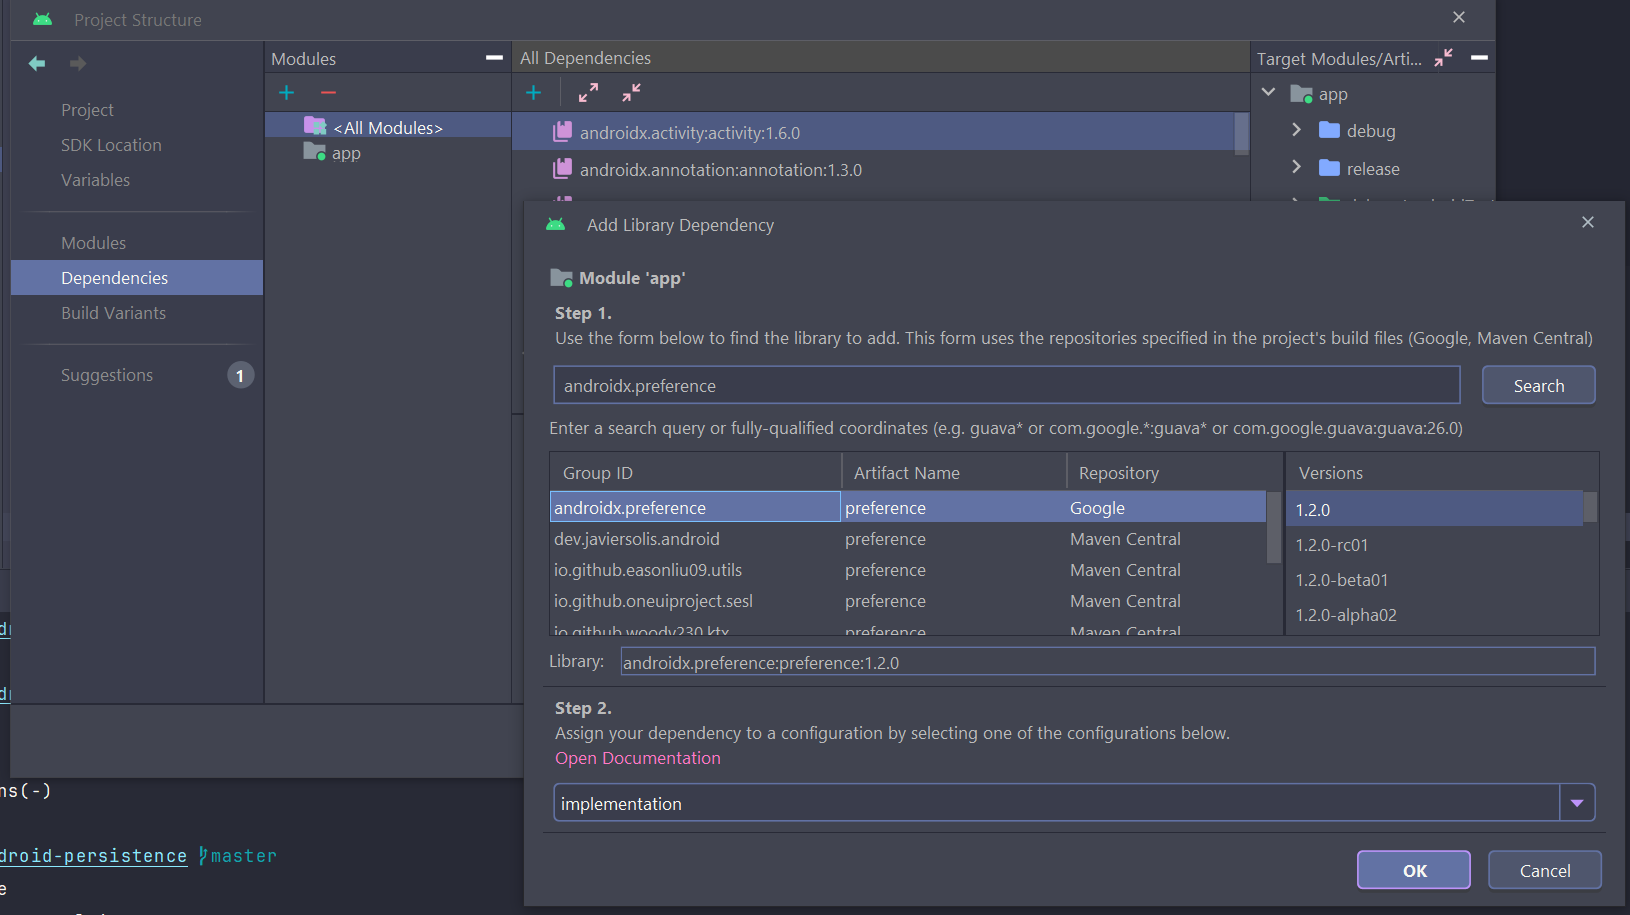 Project Structure
Project
SDK Location
Variables
Modules
Dependencies
Build Variants
Suggestions
1
Modules
<All Modules>
app
All Dependencies
androidx.activity:activity:1.6.0
androidx.annotation:annotation:1.3.0
Target Modules/Arti...
app
debug
release
Add Library Dependency
Module 'app'
Step 1.
Use the form below to find the library to add. This form uses the repositories specified in the project's build files (Google, Maven Central)
androidx.preference
Search
Enter a search query or fully-qualified coordinates (e.g. guava* or com.google.*:guava* or com.google.guava:guava:26.0)
Group ID Artifact Name Repository Versions
androidx.preference preference Google 1.2.0
dev.javiersolis.android preference Maven Central 1.2.0-rc01
io.github.easonliu09.utils preference Maven Central 1.2.0-beta01
io.github.oneuiproject.sesl preference Maven Central 1.2.0-alpha02
io.github.woody230.ktx preference Maven Central
Library: androidx.preference:preference:1.2.0
Step 2.
Assign your dependency to a configuration by selecting one of the configurations below.
Open Documentation
implementation
OK
Cancel
ns(-)
droid-persistence master
e